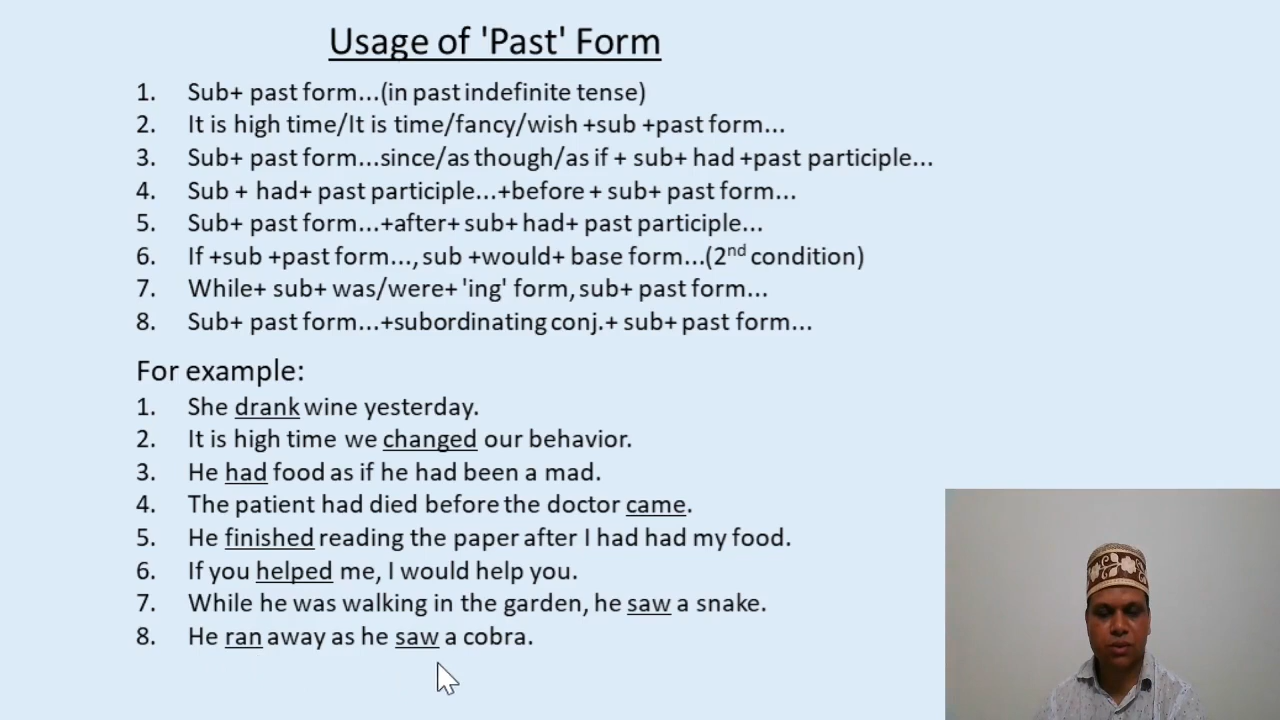 Usage of 'Past' Form
1. Sub+ past form...(in past indefinite tense)
2. It is high time/It is time/fancy/wish +sub +past form...
3. Sub+ past form...since/as though/as if + sub+ had +past participle...
4. Sub + had+ past participle...+before + sub+ past form...
5. Sub+ past form...+after+ sub+ had+ past participle...
6. If +sub +past form..., sub +would+ base form...(2nd condition)
7. While+ sub+ was/were+ 'ing' form, sub+ past form...
8. Sub+ past form...+subordinating conj.+ sub+ past form...
For example:
1. She drank wine yesterday.
2. It is high time we changed our behavior.
3. He had food as if he had been a mad.
4. The patient had died before the doctor came.
5. He finished reading the paper after I had had my food.
6. If you helped me, I would help you.
7. While he was walking in the garden, he saw a snake.
8. He ran away as he saw a cobra.